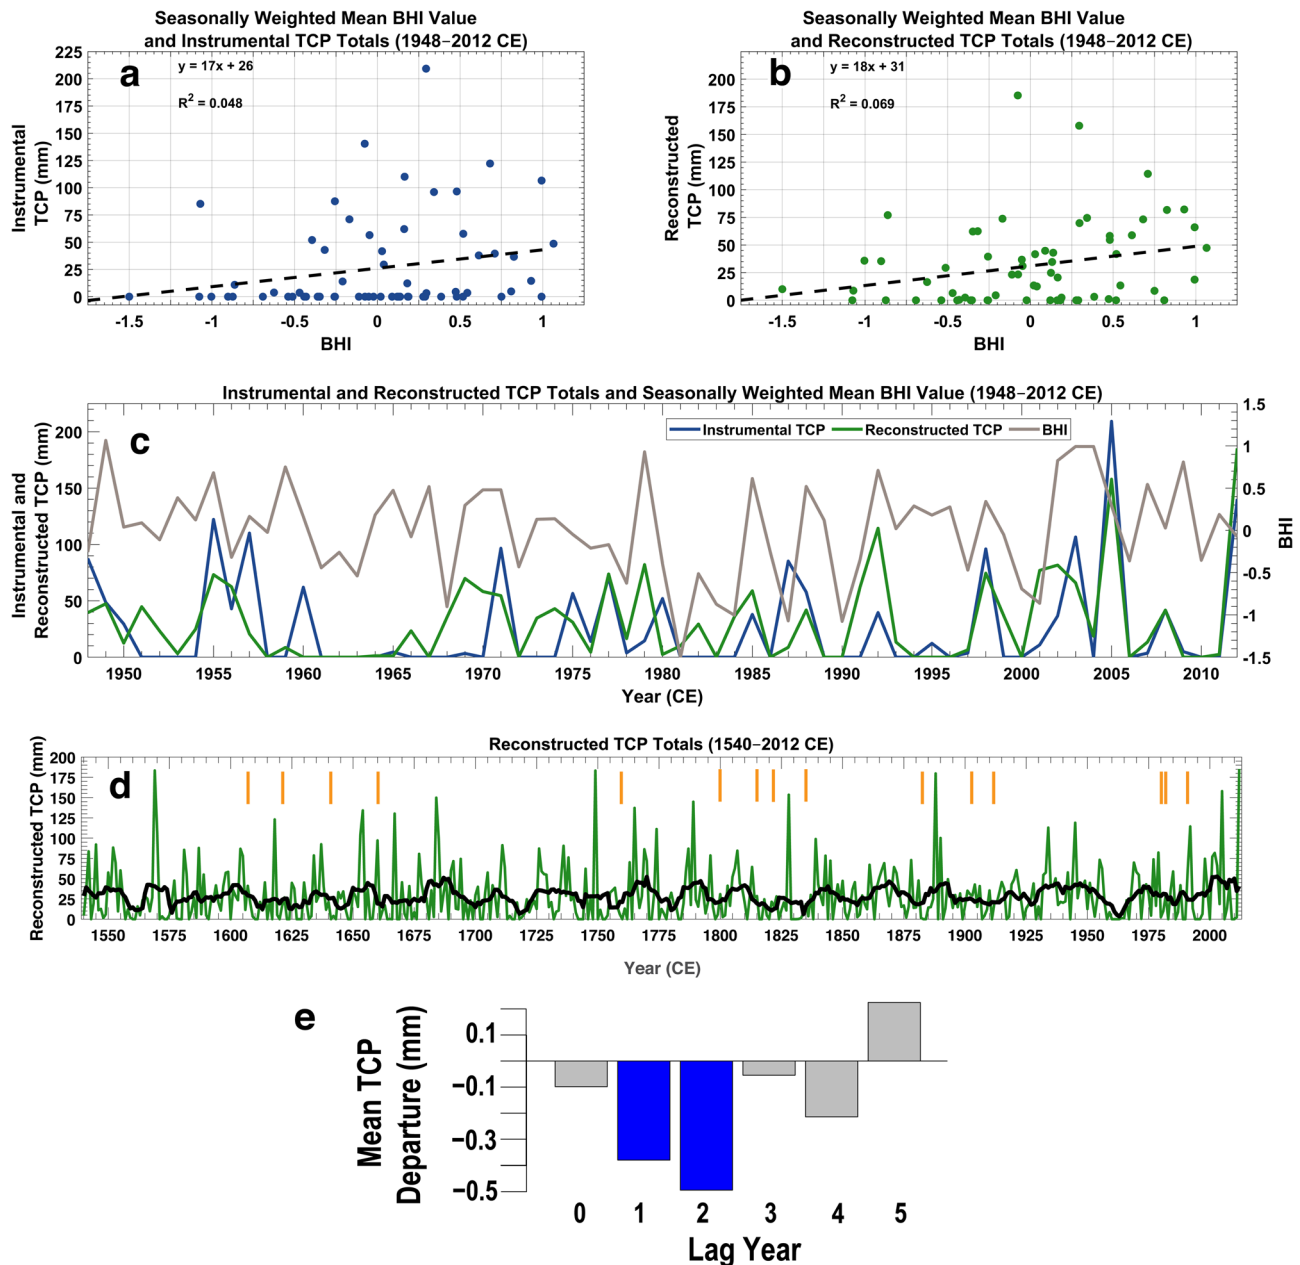 Seasonally Weighted Mean BHI Value
and Instrumental TCP Totals (1948−2012 CE)
a
y = 17x + 26
R2 = 0.048
Instrumental
TCP (mm)
225
200
175
150
125
100
75
50
25
0
-1.5 -1 -0.5 0 0.5 1
BHI
Seasonally Weighted Mean BHI Value
and Reconstructed TCP Totals (1948−2012 CE)
b
y = 18x + 31
R2 = 0.069
Reconstructed
TCP (mm)
200
175
150
125
100
75
50
25
0
-1.5 -1 -0.5 0 0.5 1
BHI
Instrumental and Reconstructed TCP Totals and Seasonally Weighted Mean BHI Value (1948−2012 CE)
c
Instrumental TCP Reconstructed TCP BHI
Instrumental and
Reconstructed TCP (mm)
200
150
100
50
0
1.5
1
0.5
0
-0.5
-1
-1.5
BHI
1950 1955 1960 1965 1970 1975 1980 1985 1990 1995 2000 2005 2010
Year (CE)
Reconstructed TCP Totals (1540−2012 CE)
d
Reconstructed TCP (mm)
200
175
150
125
100
75
50
25
0
1550 1575 1600 1625 1650 1675 1700 1725 1750 1775 1800 1825 1850 1875 1900 1925 1950 1975 2000
Year (CE)
e
Mean TCP
Departure (mm)
0.1
−0.1
−0.3
−0.5
0 1 2 3 4 5
Lag Year